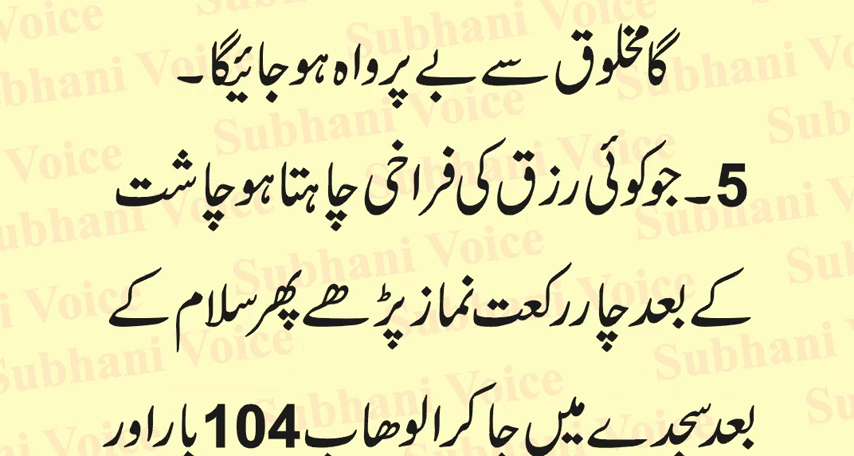 گا مخلوق سے بے پرواہ ہو جائیگا۔
5۔ جو کوئی رزق کی فراخی چاہتا ہو چاشت
کے بعد چار رکعت نماز پڑھے پھر سلام کے
بعد سجدے میں جا کر الوھاب 104 بار اور
Subhani Voice